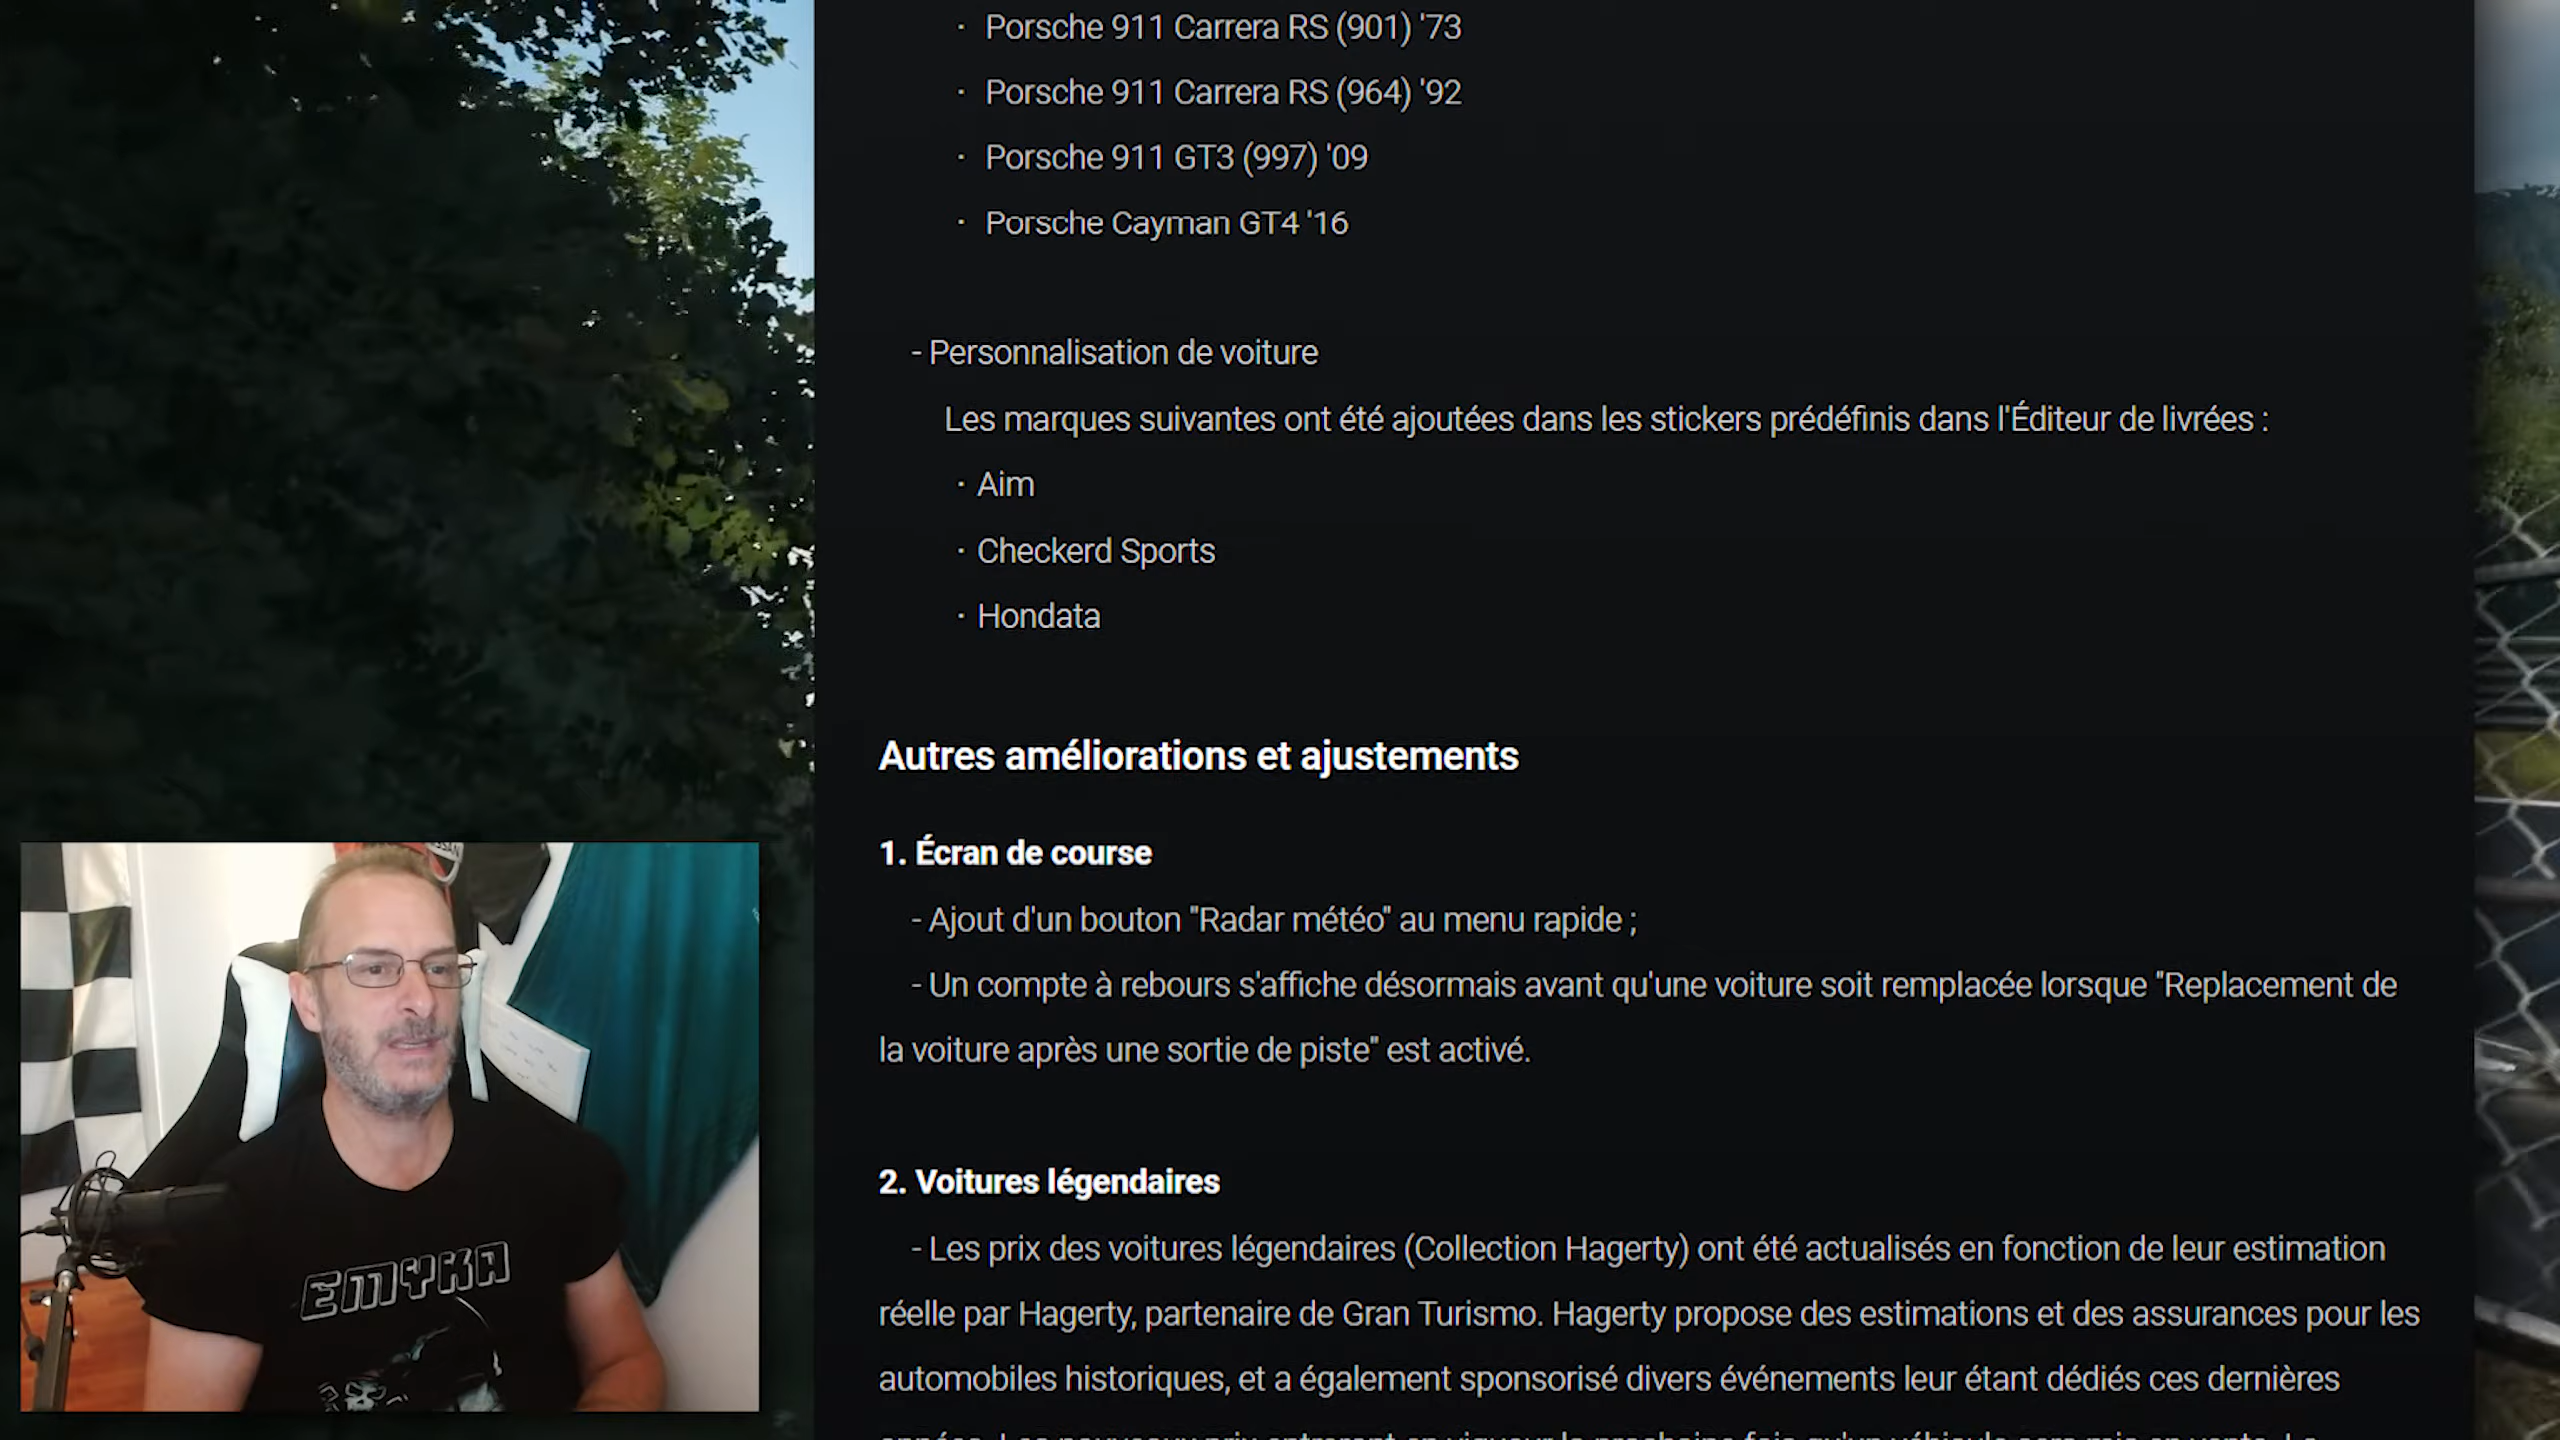 · Porsche 911 Carrera RS (901) '73
· Porsche 911 Carrera RS (964) '92
· Porsche 911 GT3 (997) '09
· Porsche Cayman GT4 '16
- Personnalisation de voiture
Les marques suivantes ont été ajoutées dans les stickers prédéfinis dans l'Éditeur de livrées :
· Aim
· Checkerd Sports
· Hondata
Autres améliorations et ajustements
1. Écran de course
- Ajout d'un bouton "Radar météo" au menu rapide ;
- Un compte à rebours s'affiche désormais avant qu'une voiture soit remplacée lorsque "Replacement de
la voiture après une sortie de piste" est activé.
2. Voitures légendaires
- Les prix des voitures légendaires (Collection Hagerty) ont été actualisés en fonction de leur estimation
réelle par Hagerty, partenaire de Gran Turismo. Hagerty propose des estimations et des assurances pour les
automobiles historiques, et a également sponsorisé divers événements leur étant dédiés ces dernières
EMYKA